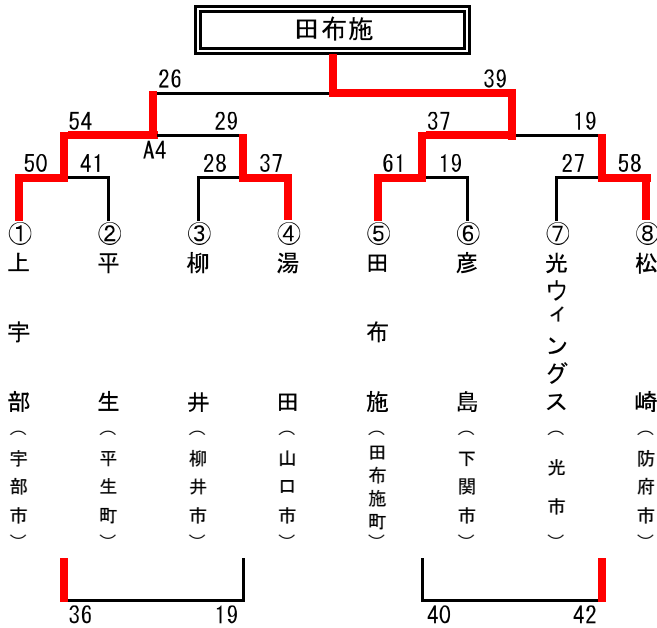 田布施
26 39
54 29 37 19
A4
50 41 28 37 61 19 27 58
① ② ③ ④ ⑤ ⑥ ⑦ ⑧
上宇部（宇部市）
平生（平生町）
柳井（柳井市）
湯田（山口市）
田布施（田布施町）
彦島（下関市）
光ウィングス（光市）
松崎（防府市）
36 19 40 42